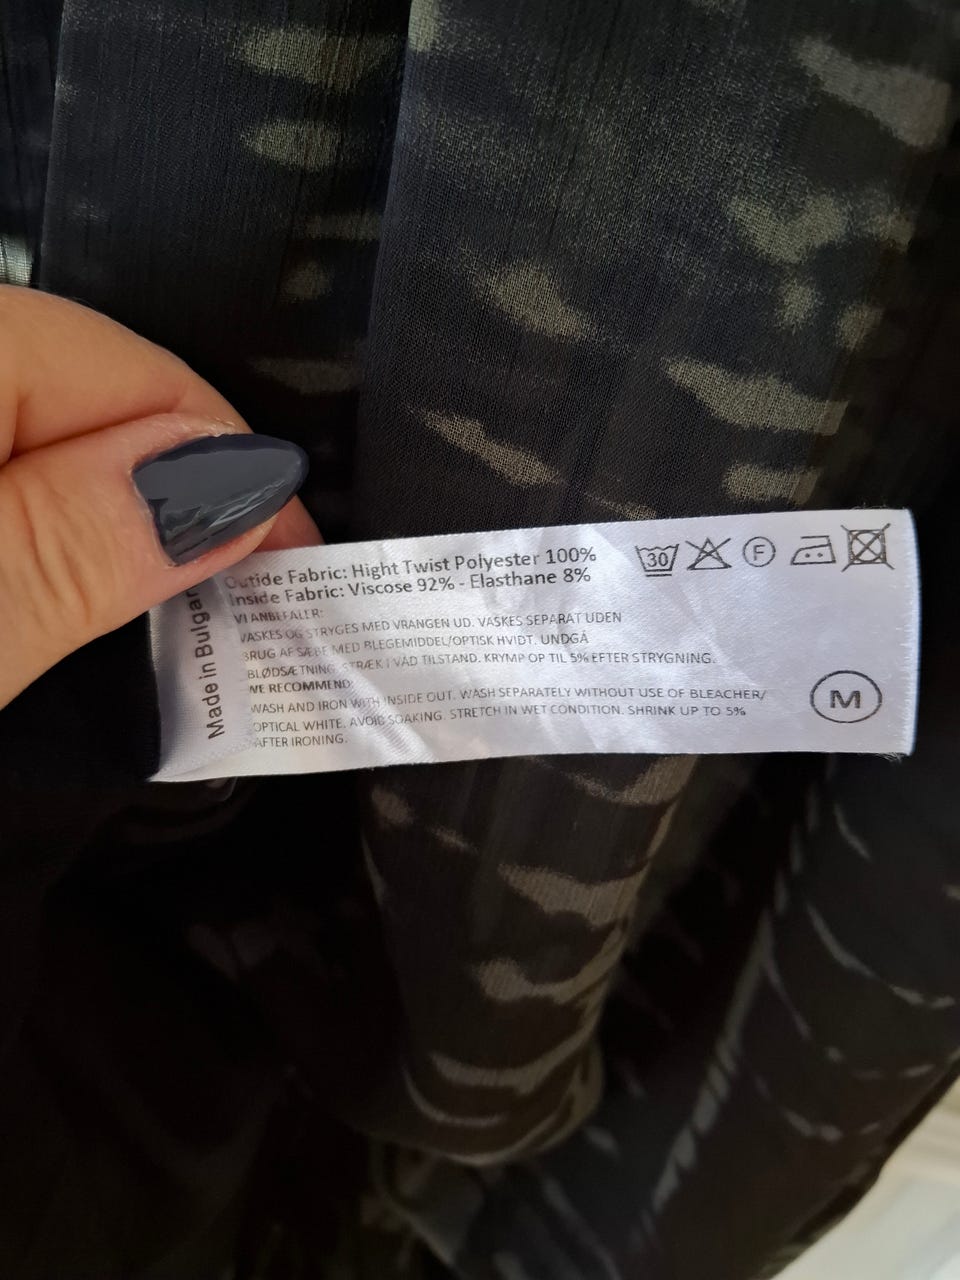 Outide Fabric: Hight Twist Polyester 100%
Inside Fabric: Viscose 92% - Elasthane 8%
VI ANBEFALER:
VASKES OG STRYGES MED VRANGEN UD. VASKES SEPARAT UDEN
BRUG AF SÆBE MED BLEGEMIDDEL/OPTISK HVIDT. UNDGÅ
BLØDSÆTNING. STRÆK I VÅD TILSTAND. KRYMP OP TIL 5% EFTER STRYGNING.
WE RECOMMEND:
WASH AND IRON WITH INSIDE OUT. WASH SEPARATELY WITHOUT USE OF BLEACHER/
OPTICAL WHITE. AVOID SOAKING. STRETCH IN WET CONDITION. SHRINK UP TO 5%
AFTER IRONING.
30
F
M
Made in Bulgar